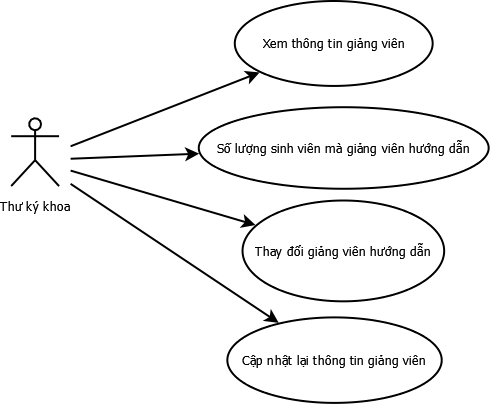 Xem thông tin giảng viên
Số lượng sinh viên mà giảng viên hướng dẫn
Thư ký khoa
Thay đổi giảng viên hướng dẫn
Cập nhật lại thông tin giảng viên